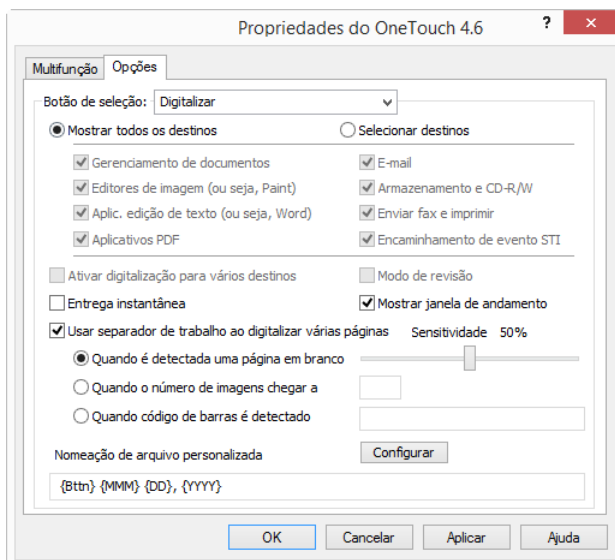 Propriedades do OneTouch 4.6 ?
Multifunção Opções
Botão de seleção: Digitalizar
Mostrar todos os destinos Selecionar destinos
Gerenciamento de documentos E-mail
Editores de imagem (ou seja, Paint) Armazenamento e CD-R/W
Aplic. edição de texto (ou seja, Word) Enviar fax e imprimir
Aplicativos PDF Encaminhamento de evento STI
Ativar digitalização para vários destinos Modo de revisão
Entrega instantânea Mostrar janela de andamento
Usar separador de trabalho ao digitalizar várias páginas Sensitividade 50%
Quando é detectada uma página em branco
Quando o número de imagens chegar a
Quando código de barras é detectado
Nomeação de arquivo personalizada Configurar
{Bttn} {MMM} {DD}, {YYYY}
OK Cancelar Aplicar Ajuda